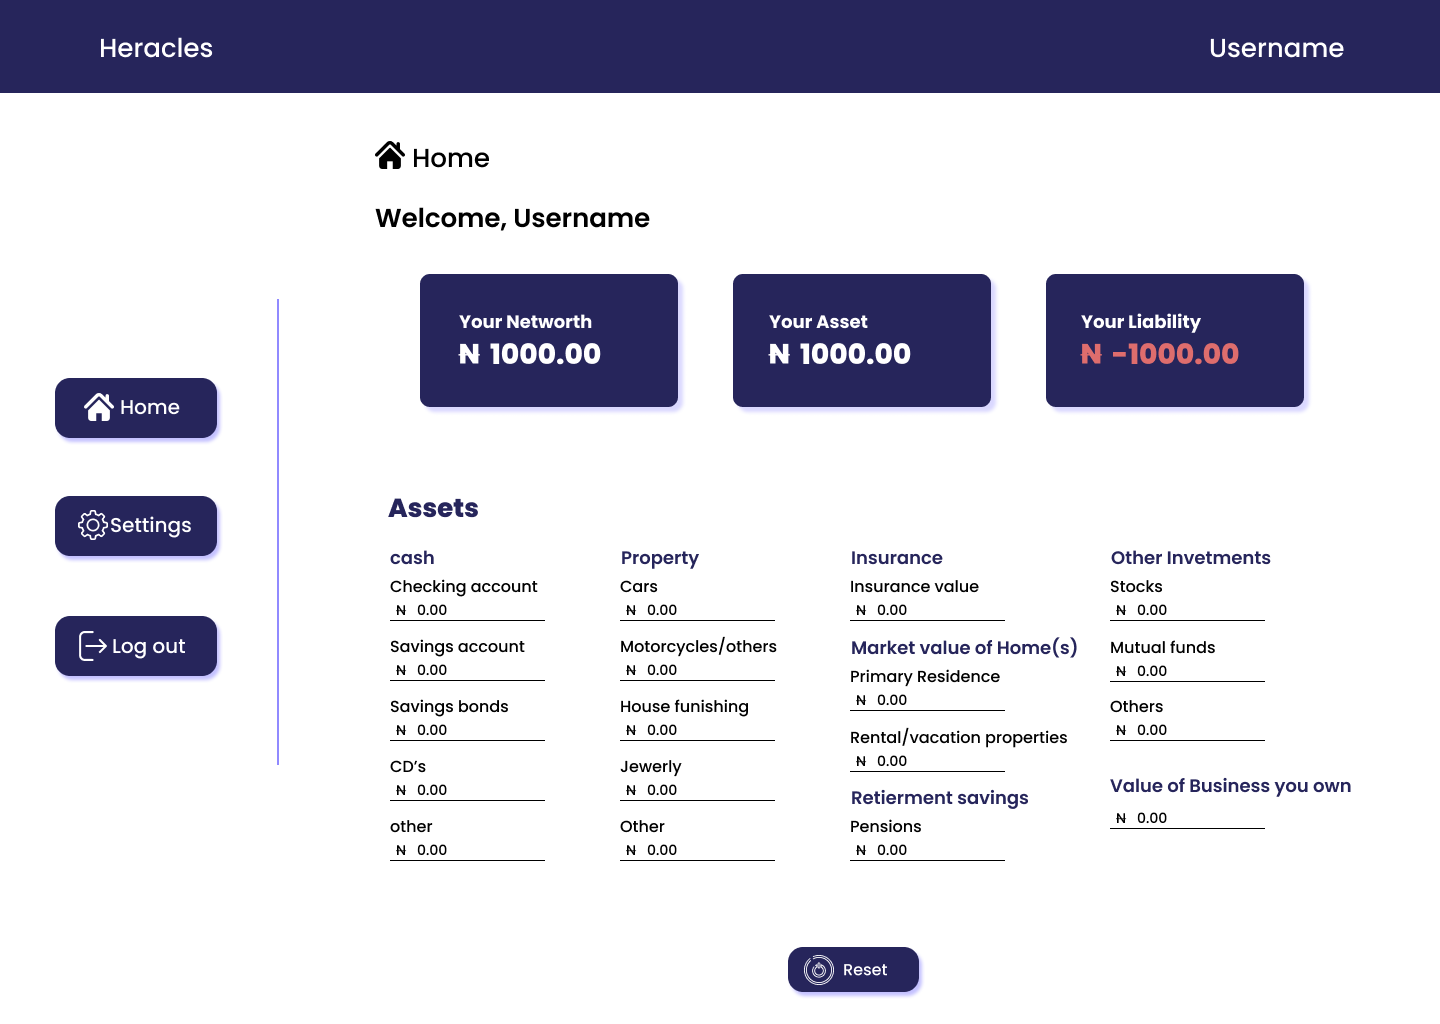 Heracles
Username
Home
Welcome, Username
Your Networth
₦ 1000.00
Your Asset
₦ 1000.00
Your Liability
₦ -1000.00
Home
Settings
Log out
Assets
cash
Checking account
₦ 0.00
Savings account
₦ 0.00
Savings bonds
₦ 0.00
CD’s
₦ 0.00
other
₦ 0.00
Property
Cars
₦ 0.00
Motorcycles/others
₦ 0.00
House funishing
₦ 0.00
Jewerly
₦ 0.00
Other
₦ 0.00
Insurance
Insurance value
₦ 0.00
Market value of Home(s)
Primary Residence
₦ 0.00
Rental/vacation properties
₦ 0.00
Retierment savings
Pensions
₦ 0.00
Other Invetments
Stocks
₦ 0.00
Mutual funds
₦ 0.00
Others
₦ 0.00
Value of Business you own
₦ 0.00
Reset